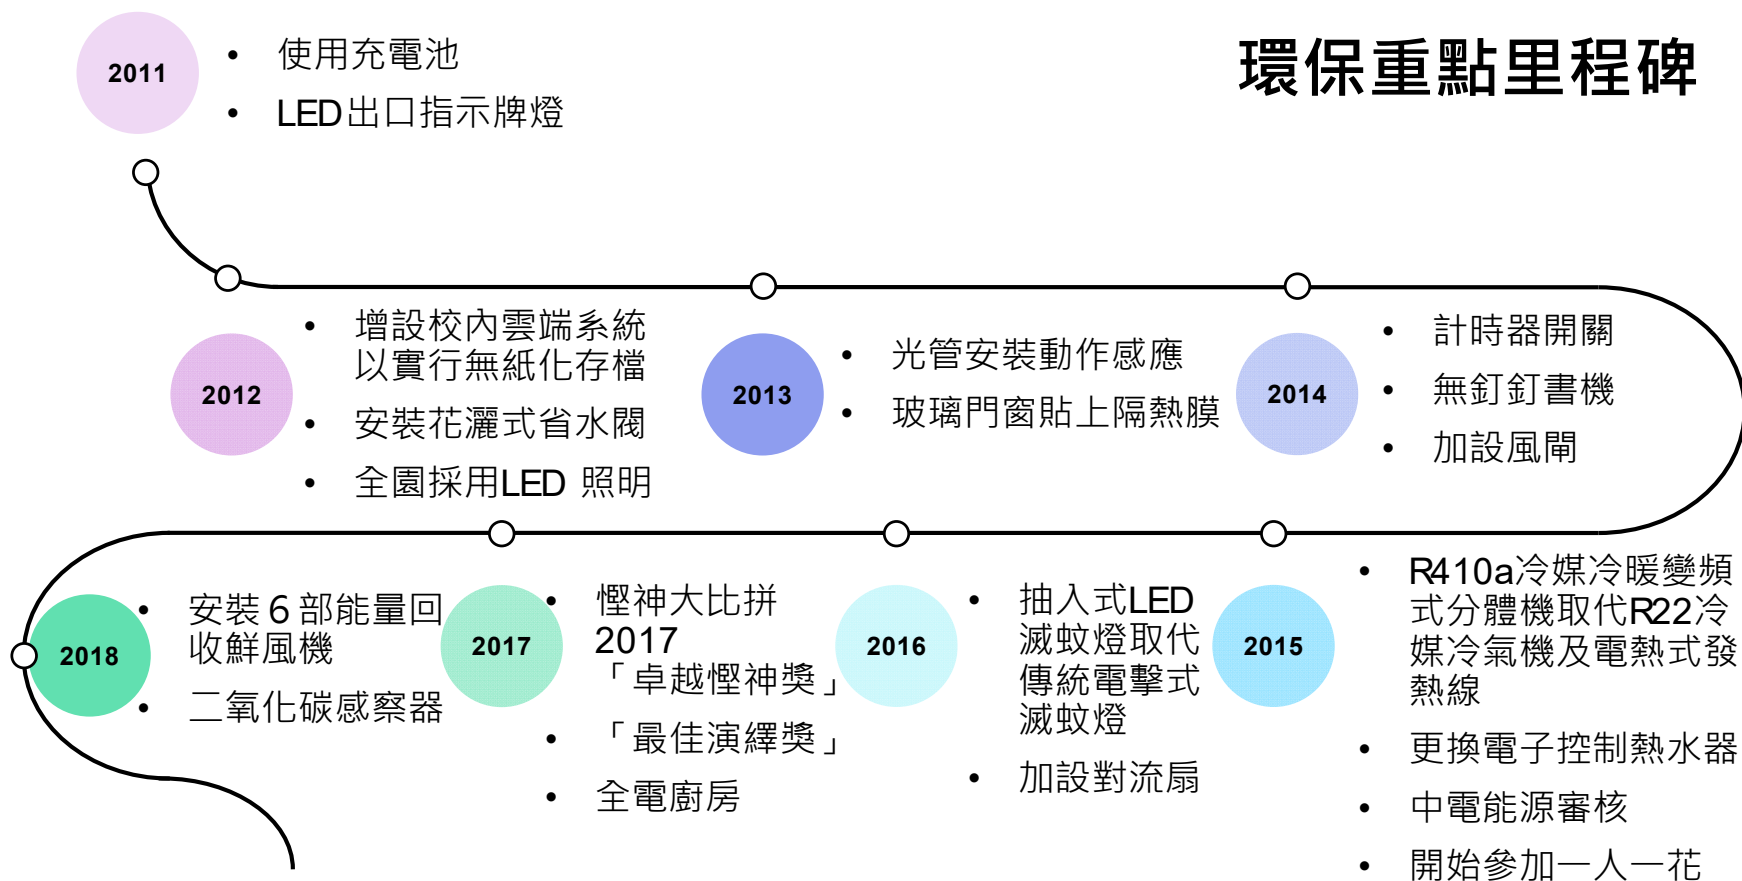 環保重點里程碑
2011
• 使用充電池
• LED出口指示牌燈
2012
• 增設校內雲端系統
以實行無紙化存檔
• 安裝花灑式省水閥
• 全園採用LED 照明
2013
• 光管安裝動作感應
• 玻璃門窗貼上隔熱膜
2014
• 計時器開關
• 無釘釘書機
• 加設風閘
2015
• R410a冷媒冷暖變頻
式分體機取代R22冷
媒冷氣機及電熱式發
熱線
• 更換電子控制熱水器
• 中電能源審核
• 開始參加一人一花
2016
• 抽入式LED
滅蚊燈取代
傳統電擊式
滅蚊燈
• 加設對流扇
2017
• 慳神大比拼
2017
「卓越慳神獎」
• 「最佳演繹獎」
• 全電廚房
2018
• 安裝6部能量回
收鮮風機
• 二氧化碳感察器